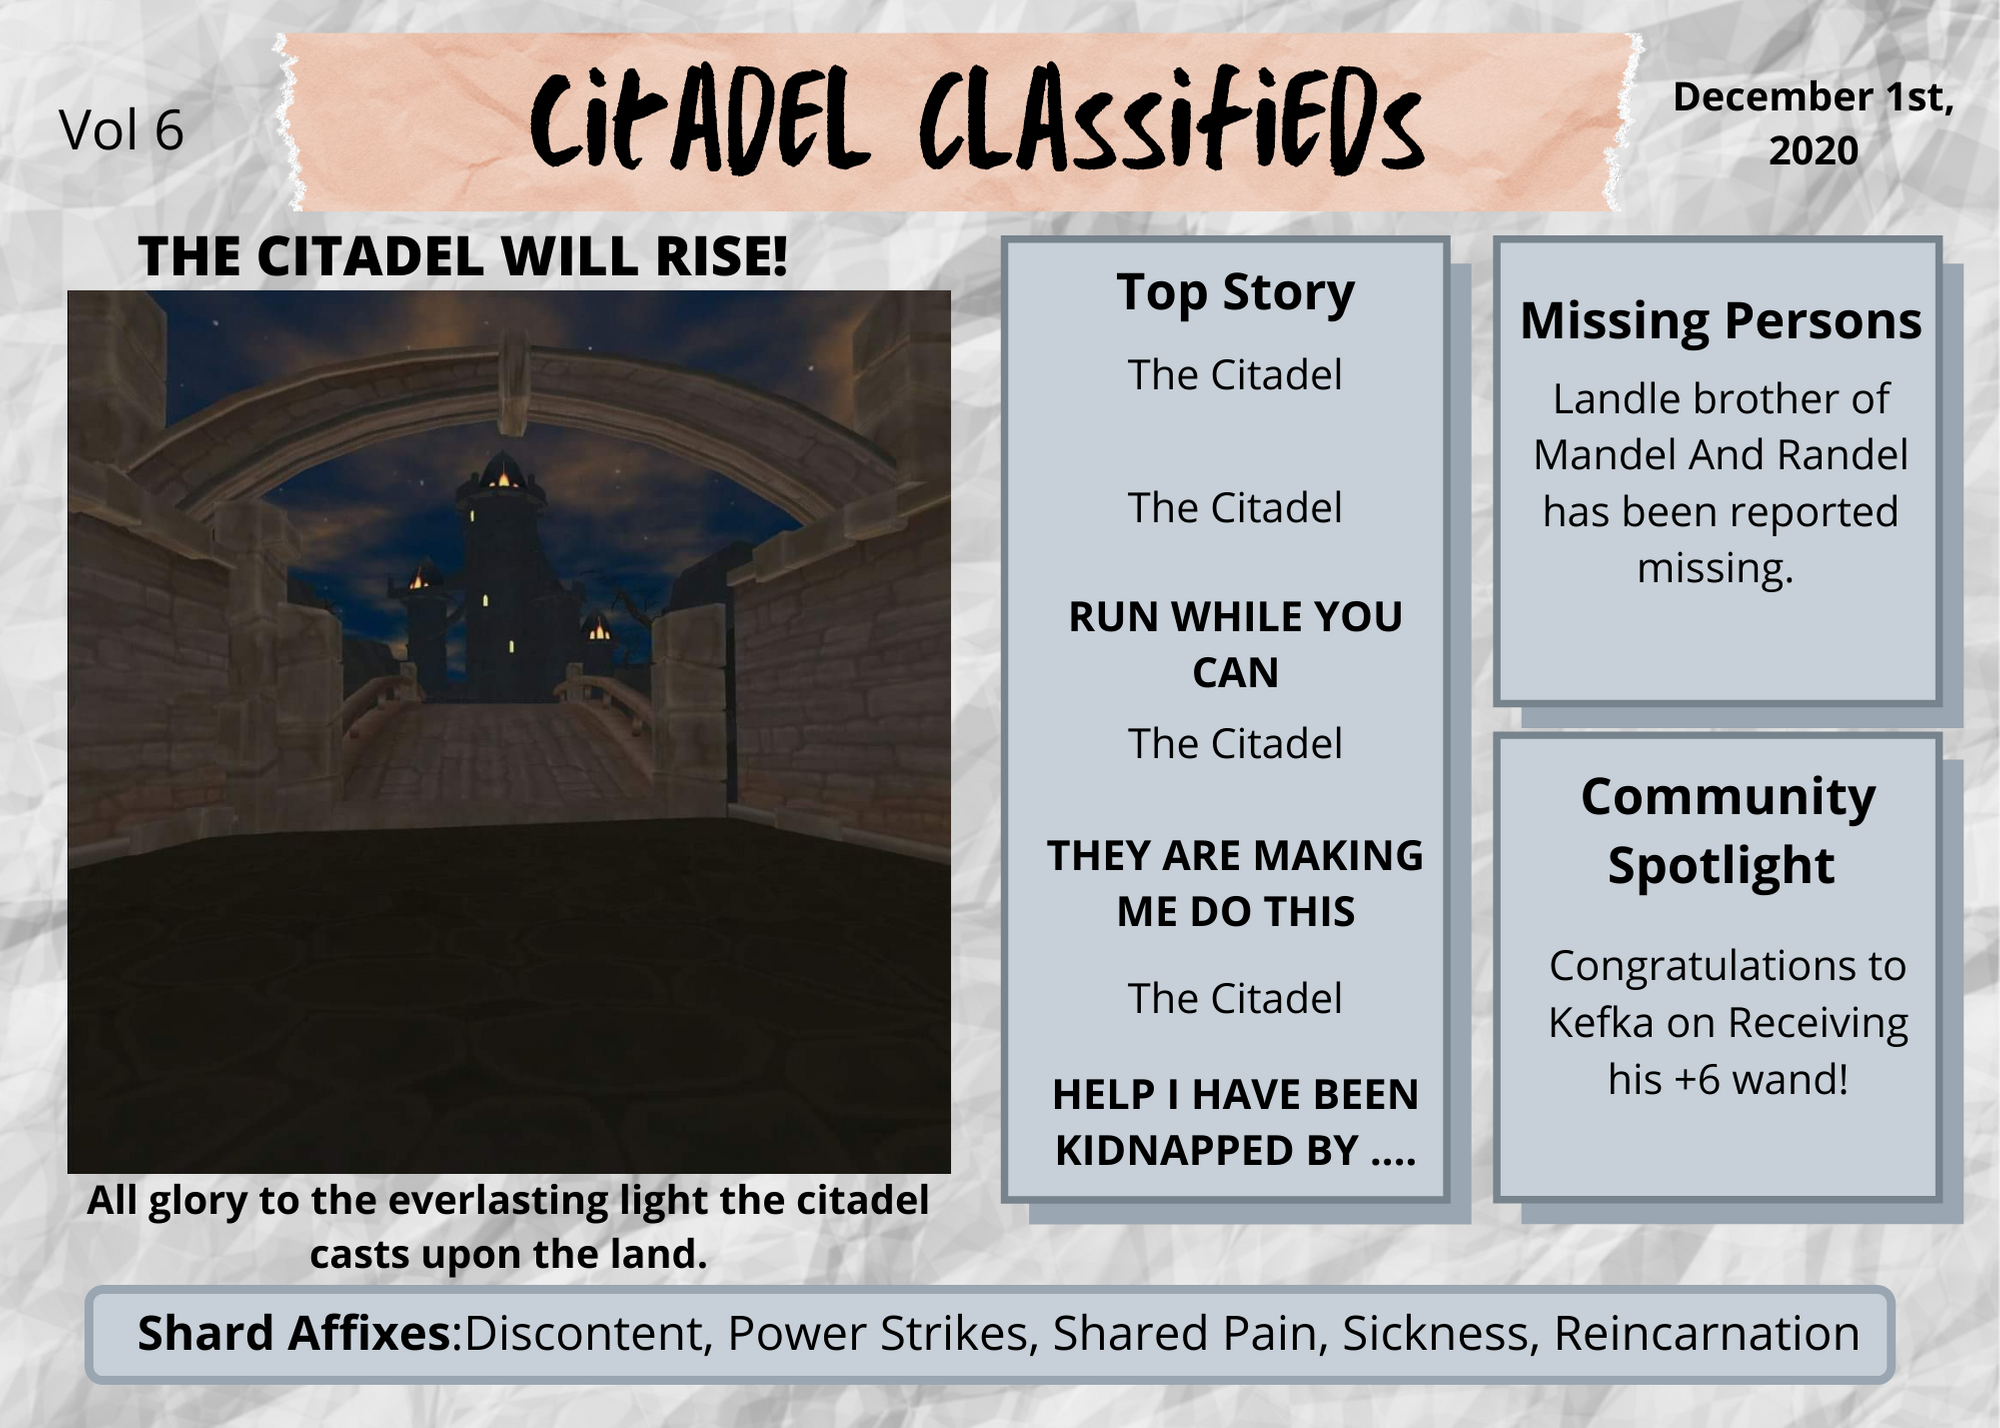 Vol 6
CitADEL CLAssifiEDs
December 1st,
2020
THE CITADEL WILL RISE!
All glory to the everlasting light the citadel
casts upon the land.
Top Story
The Citadel
The Citadel
RUN WHILE YOU
CAN
The Citadel
THEY ARE MAKING
ME DO THIS
The Citadel
HELP I HAVE BEEN
KIDNAPPED BY ....
Missing Persons
Landle brother of
Mandel And Randel
has been reported
missing.
Community
Spotlight
Congratulations to
Kefka on Receiving
his +6 wand!
Shard Affixes:Discontent, Power Strikes, Shared Pain, Sickness, Reincarnation